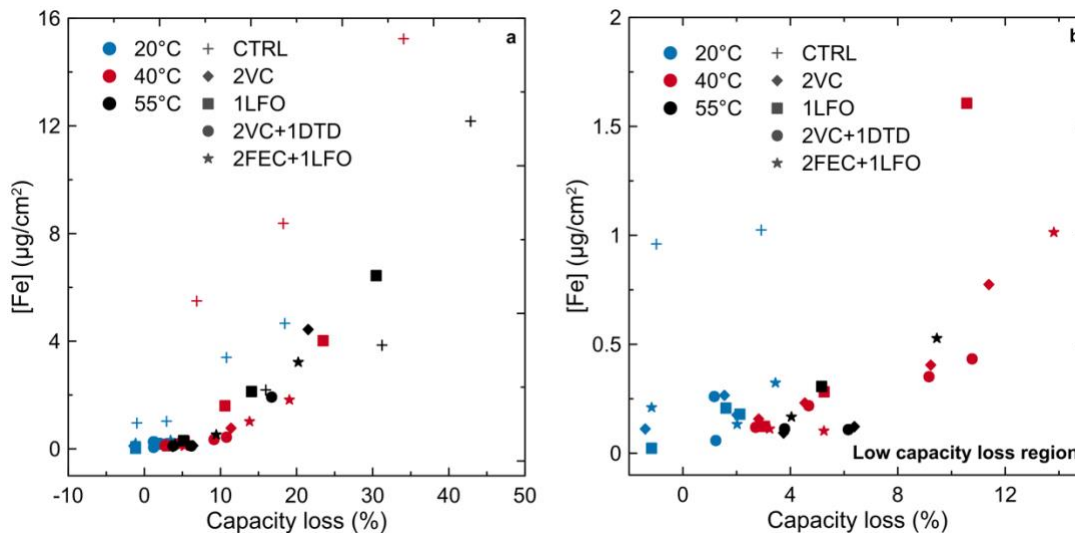 a
20°C
40°C
55°C
CTRL
2VC
1LFO
2VC+1DTD
2FEC+1LFO
16
12
8
4
0
[Fe] (µg/cm²)
-10
0
10
20
30
40
50
Capacity loss (%)
b
20°C
40°C
55°C
CTRL
2VC
1LFO
2VC+1DTD
2FEC+1LFO
2
1.5
1
0.5
0
[Fe] (µg/cm²)
Low capacity loss region
0
4
8
12
Capacity loss (%)